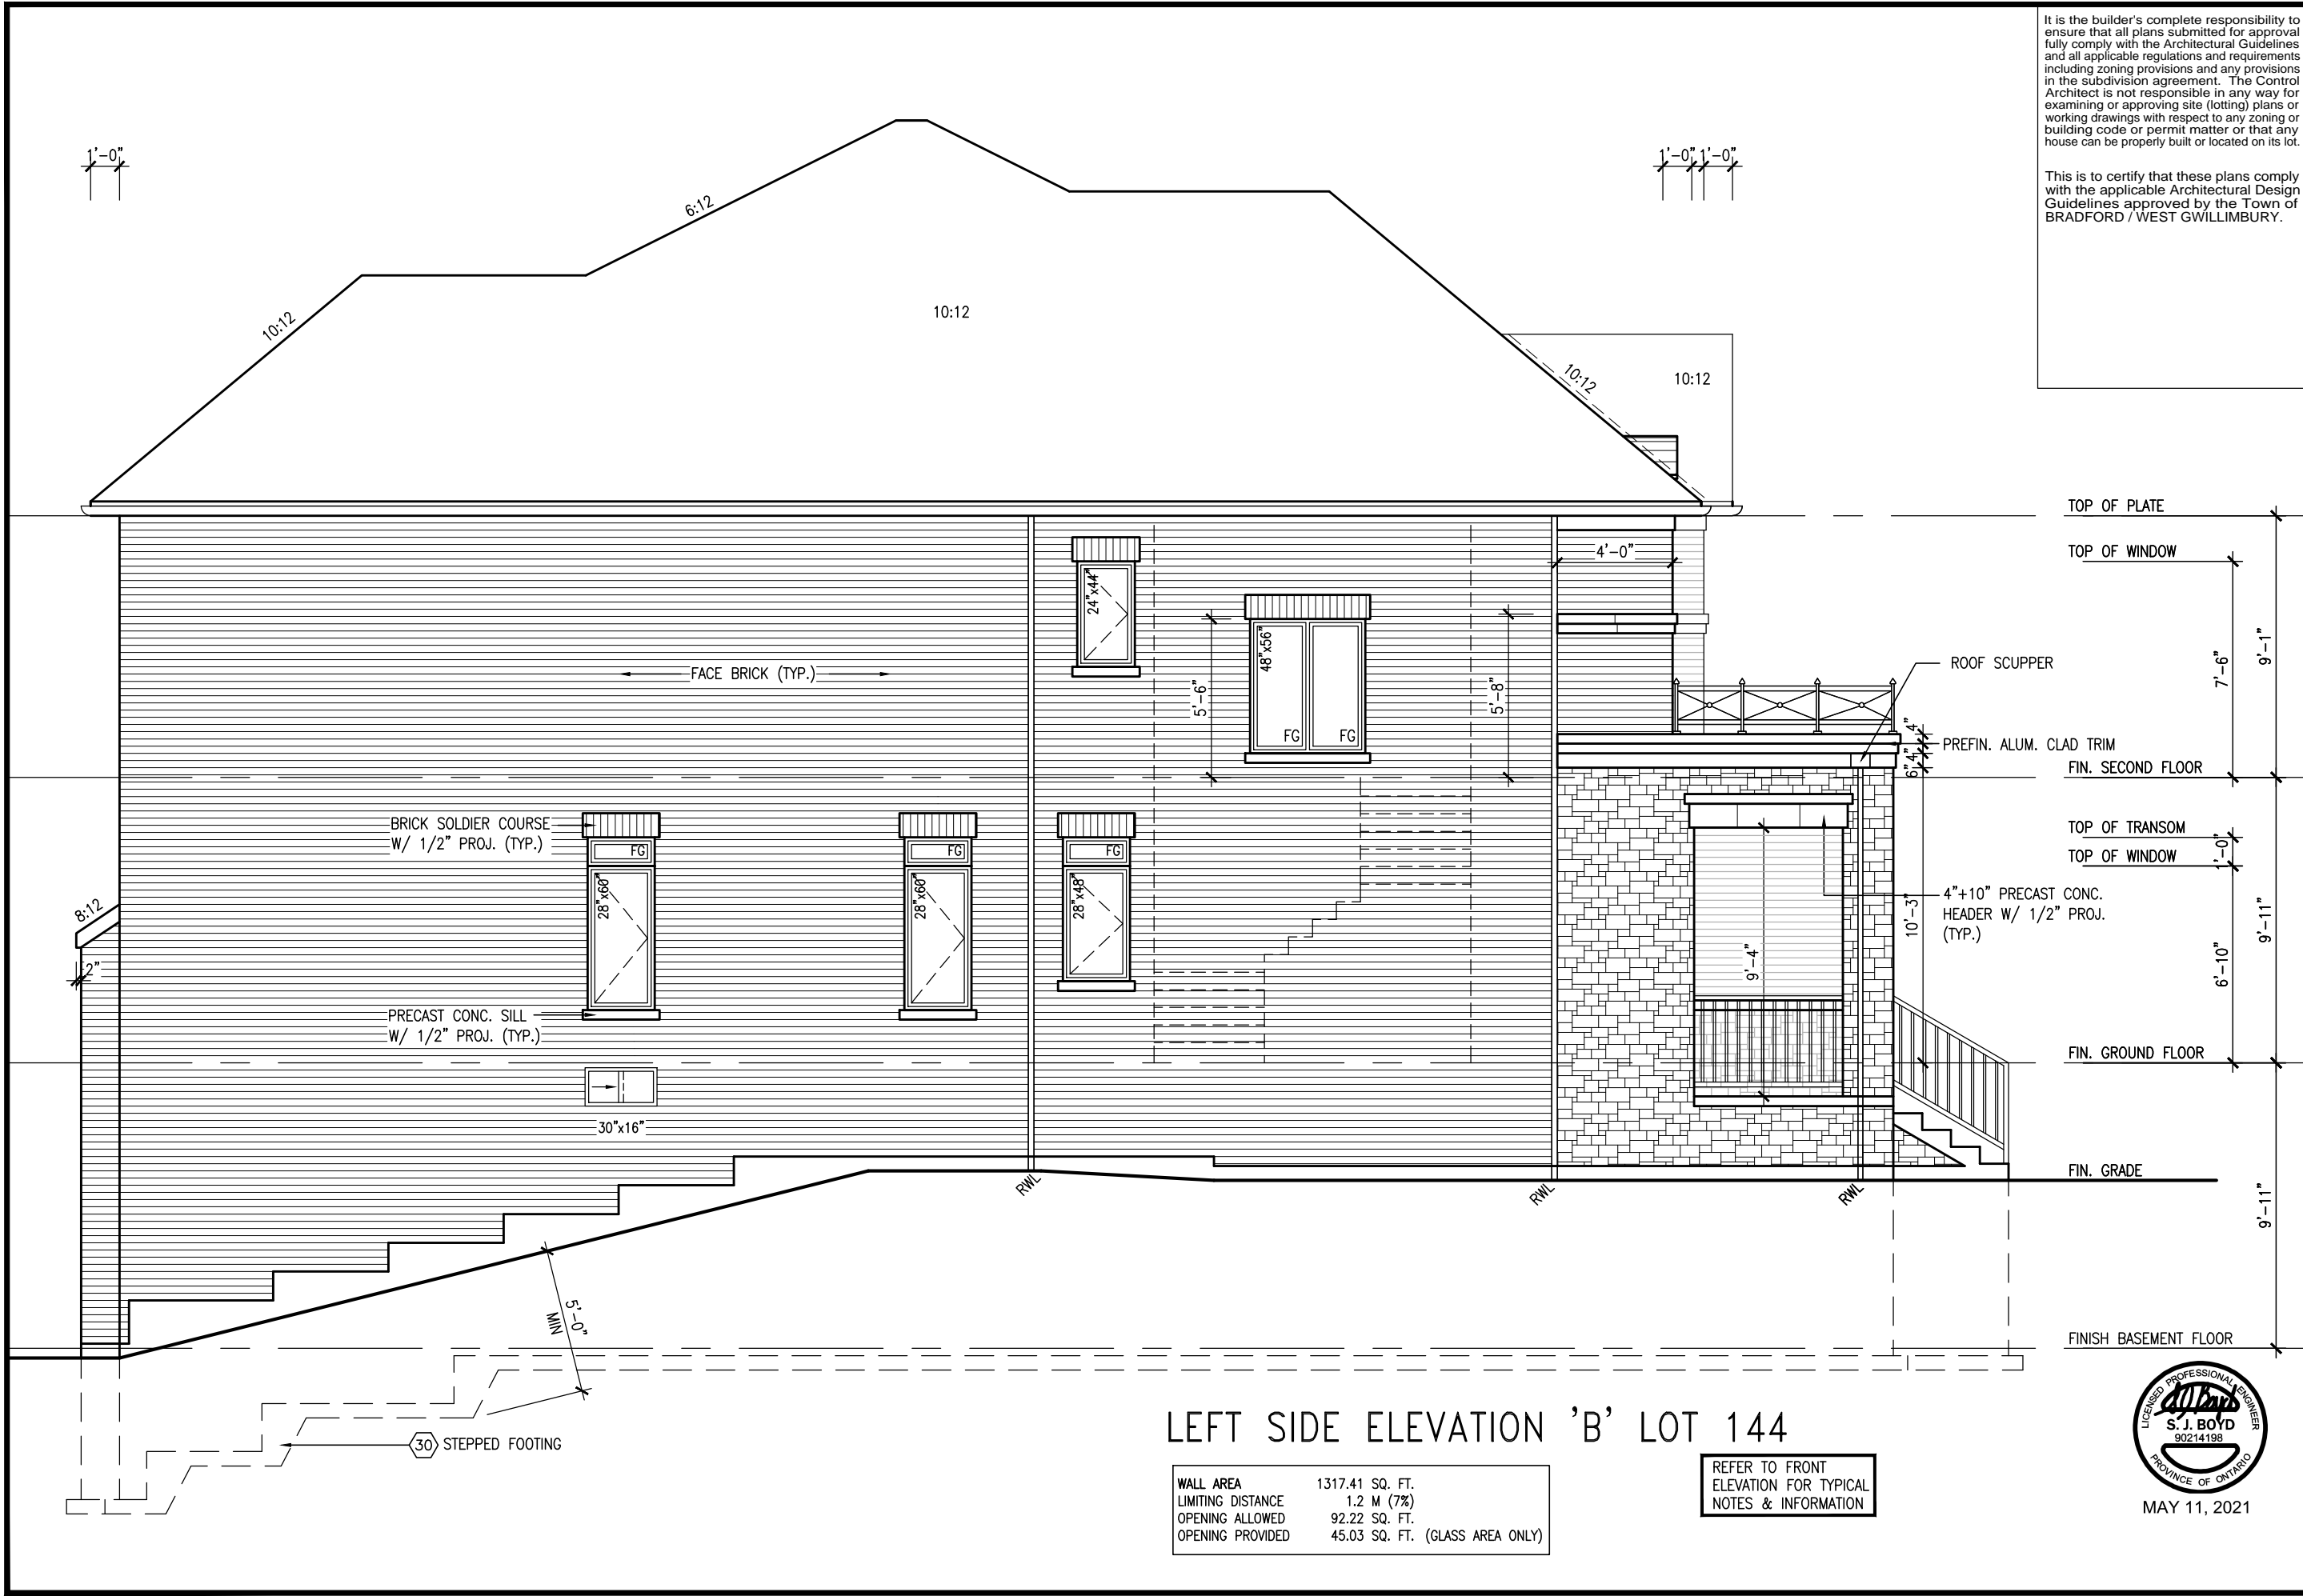 It is the builder's complete responsibility to
ensure that all plans submitted for approval
fully comply with the Architectural Guidelines
and all applicable regulations and requirements
including zoning provisions and any provisions
in the subdivision agreement. The Control
Architect is not responsible in any way for
examining or approving site (lotting) plans or
working drawings with respect to any zoning or
building code or permit matter or that any
house can be properly built or located on its lot.
This is to certify that these plans comply
with the applicable Architectural Design
Guidelines approved by the Town of
BRADFORD / WEST GWILLIMBURY.
1'-0"
1'-0" 1'-0"
6:12
10:12
10:12
10:12
10:12
TOP OF PLATE
TOP OF WINDOW
4'-0"
24"x44"
48"x56"
FG FG
5'-6"
5'-8"
7'-6"
9'-1"
FACE BRICK (TYP.)
ROOF SCUPPER
4"
PREFIN. ALUM. CLAD TRIM
4"
6"
FIN. SECOND FLOOR
BRICK SOLDIER COURSE
W/ 1/2" PROJ. (TYP.)
FG
FG
FG
28"x60"
28"x60"
28"x48"
TOP OF TRANSOM
1'-0"
TOP OF WINDOW
4"+10" PRECAST CONC.
HEADER W/ 1/2" PROJ.
(TYP.)
10'-3"
9'-4"
9'-11"
6'-10"
8:12
2"
PRECAST CONC. SILL
W/ 1/2" PROJ. (TYP.)
FIN. GROUND FLOOR
30"x16"
FIN. GRADE
RWL
RWL
RWL
9'-11"
5'-0"
MIN
FINISH BASEMENT FLOOR
30 STEPPED FOOTING
LEFT SIDE ELEVATION 'B' LOT 144
WALL AREA 1317.41 SQ. FT.
LIMITING DISTANCE 1.2 M (7%)
OPENING ALLOWED 92.22 SQ. FT.
OPENING PROVIDED 45.03 SQ. FT. (GLASS AREA ONLY)
REFER TO FRONT
ELEVATION FOR TYPICAL
NOTES & INFORMATION
LICENSED PROFESSIONAL ENGINEER
S. J. BOYD
90214198
PROVINCE OF ONTARIO
MAY 11, 2021